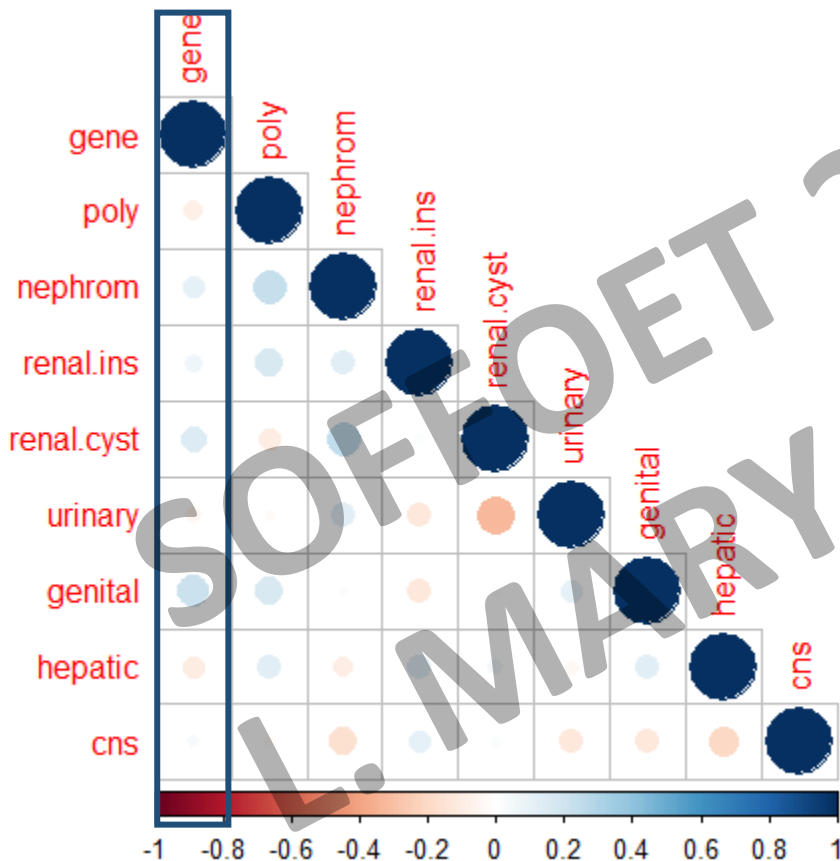 gene
poly
nephrom
renal.ins
renal.cyst
urinary
genital
hepatic
cns
gene
poly
nephrom
renal.ins
renal.cyst
urinary
genital
hepatic
cns
SOFFOET
L. MARY
-1 -0.8 -0.6 -0.4 -0.2 0 0.2 0.4 0.6 0.8 1